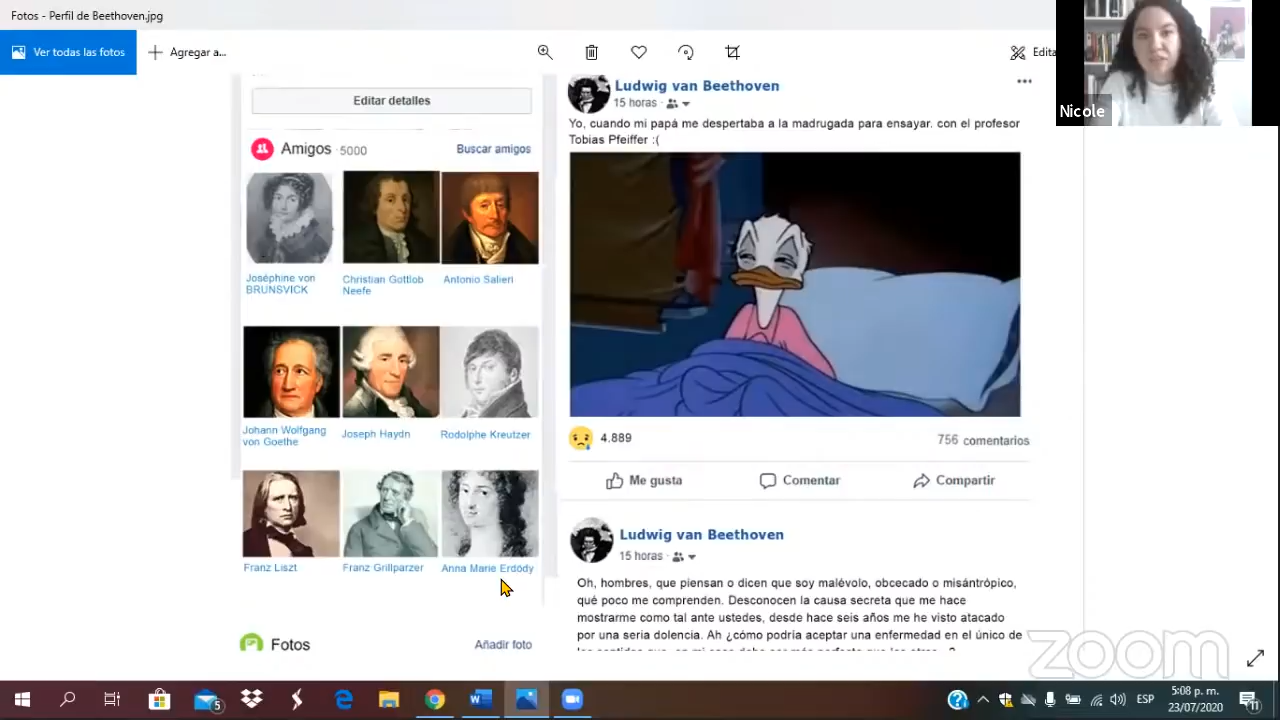 Fotos - Perfil de Beethoven.jpg
Ver todas las fotos
Agregar a...
Edita
Nicole
Editar detalles
Amigos · 5000
Buscar amigos
Joséphine von
BRUNSVICK
Christian Gottlob
Neefe
Antonio Salieri
Johann Wolfgang
von Goethe
Joseph Haydn
Rodolphe Kreutzer
Franz Liszt
Franz Grillparzer
Anna Marie Erdödy
Fotos
Añadir foto
Ludwig van Beethoven
15 horas ·
Yo, cuando mi papá me despertaba a la madrugada para ensayar. con el profesor
Tobias Pfeiffer :(
4.889
756 comentarios
Me gusta
Comentar
Compartir
Ludwig van Beethoven
15 horas ·
Oh, hombres, que piensan o dicen que soy malévolo, obcecado o misántrópico,
qué poco me comprenden. Desconocen la causa secreta que me hace
mostrarme como tal ante ustedes, desde hace seis años me he visto atacado
por una seria dolencia. Ah ¿cómo podría aceptar una enfermedad en el único de
zoom
5
ESP
5:08 p. m.
23/07/2020
11